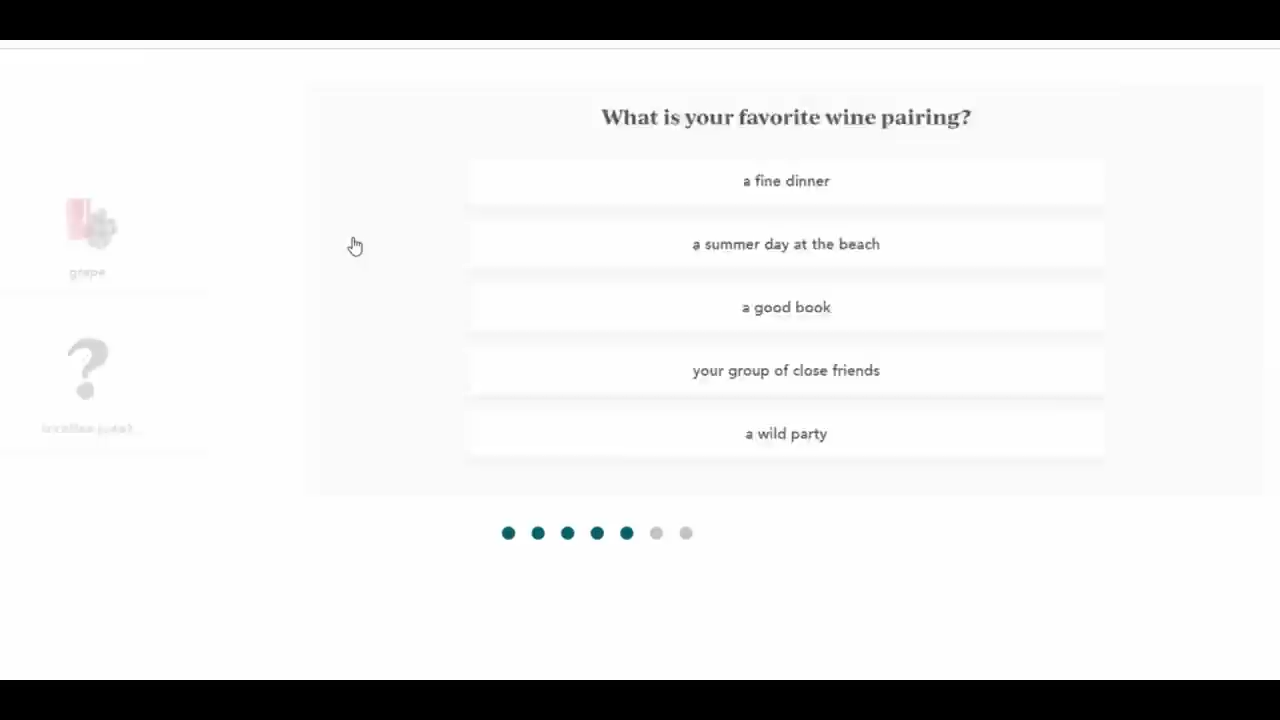 What is your favorite wine pairing?
a fine dinner
a summer day at the beach
grape
a good book
your group of close friends
a wild party